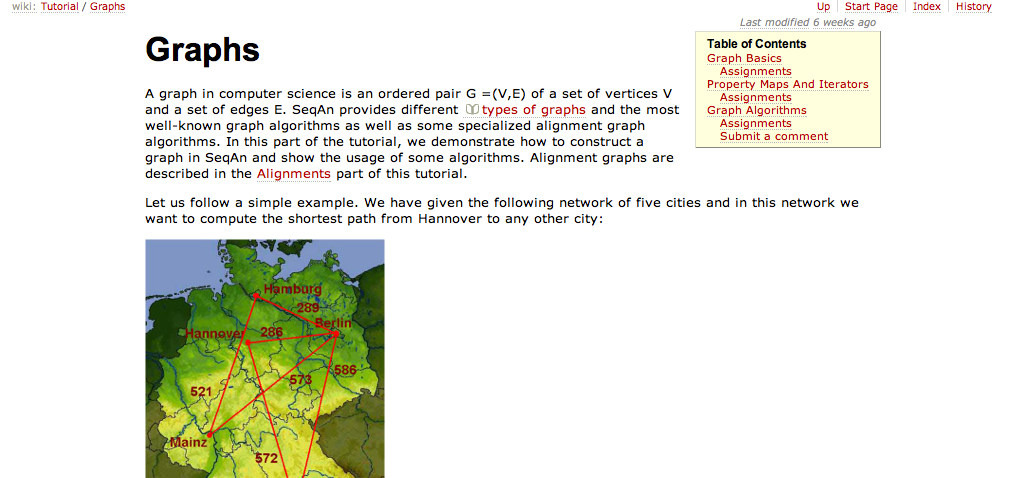 wiki: Tutorial / Graphs
Up Start Page Index History
Last modified 6 weeks ago
Graphs
Table of Contents
Graph Basics
Assignments
Property Maps And Iterators
Assignments
Graph Algorithms
Assignments
Submit a comment
A graph in computer science is an ordered pair G =(V,E) of a set of vertices V
and a set of edges E. SeqAn provides different types of graphs and the most
well-known graph algorithms as well as some specialized alignment graph
algorithms. In this part of the tutorial, we demonstrate how to construct a
graph in SeqAn and show the usage of some algorithms. Alignment graphs are
described in the Alignments part of this tutorial.
Let us follow a simple example. We have given the following network of five cities and in this network we
want to compute the shortest path from Hannover to any other city:
Hamburg
289
Berlin
Hannover 286
586
573
521
Mainz
572